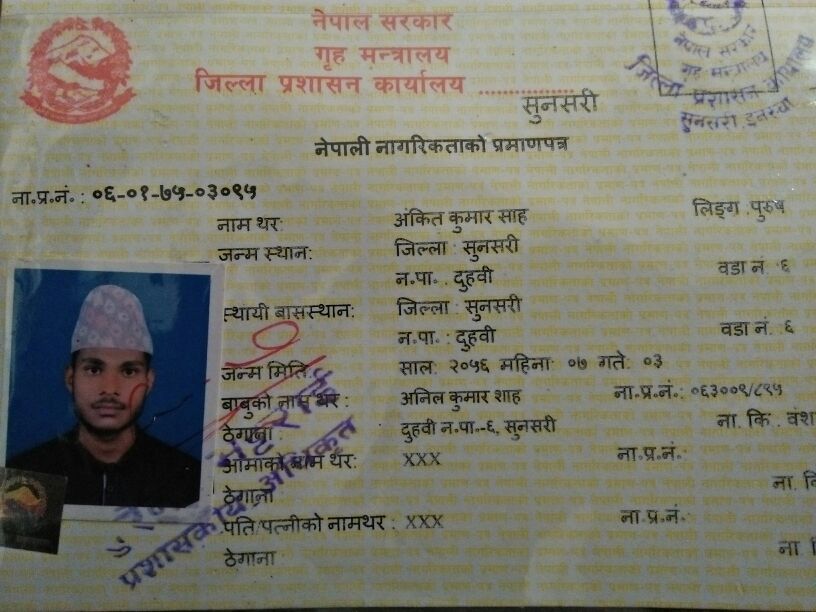 नेपाल सरकार
गृह मन्त्रालय
जिल्ला प्रशासन कार्यालय ................
सुनसरी
नेपाल सरकार
गृह मन्त्रालय
जिल्ला प्रशासन कार्यालय
सुनसरी, इनरुवा
नेपाली नागरिकताको प्रमाणपत्र
ना.प्र.नं. : ०६-०१-७५-०३०९५
नाम थर: अंकित कुमार साह लिङ्ग : पुरुष
जन्म स्थान: जिल्ला : सुनसरी
न.पा. : दुहवी वडा नं. ६
स्थायी बासस्थान: जिल्ला : सुनसरी
न.पा. : दुहवी वडा नं. ६
जन्म मिति: साल: २०५६ महिना: ०७ गते: ०३
बाबुको नाम थर : अनिल कुमार शाह ना.प्र.नं.: ०६३००९/८९५
ठेगाना : दुहवी न.पा.-६, सुनसरी ना. कि. : वंश
आमाको नाम थर: XXX ना.प्र.नं.
ठेगाना ना. कि
पति/पत्नीको नामथर : XXX ना.प्र.नं.
ठेगाना : ना.
प्रशासकीय अधिकृत